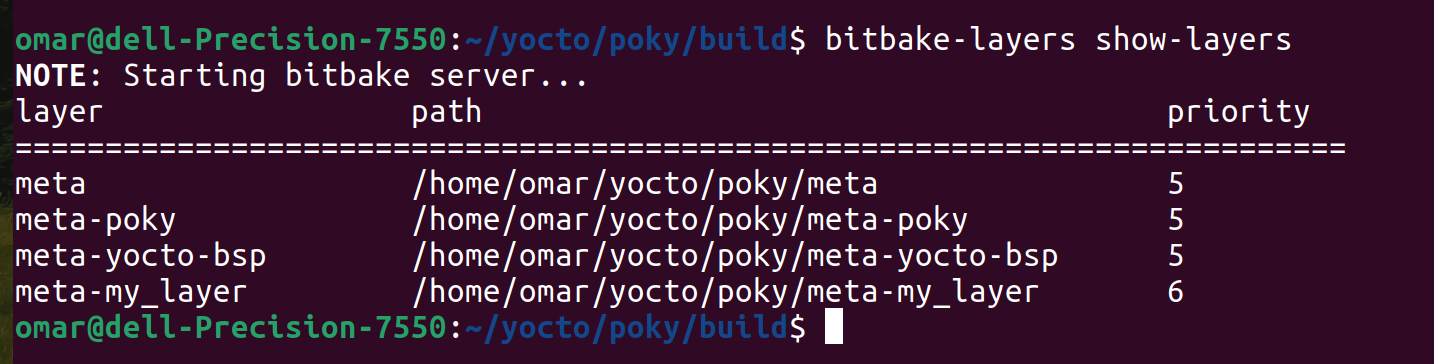 omar@dell-Precision-7550:~/yocto/poky/build$ bitbake-layers show-layers
NOTE: Starting bitbake server...
layer                 path                                      priority
==========================================================================
meta                  /home/omar/yocto/poky/meta                5
meta-poky             /home/omar/yocto/poky/meta-poky           5
meta-yocto-bsp        /home/omar/yocto/poky/meta-yocto-bsp      5
meta-my_layer         /home/omar/yocto/poky/meta-my_layer       6
omar@dell-Precision-7550:~/yocto/poky/build$